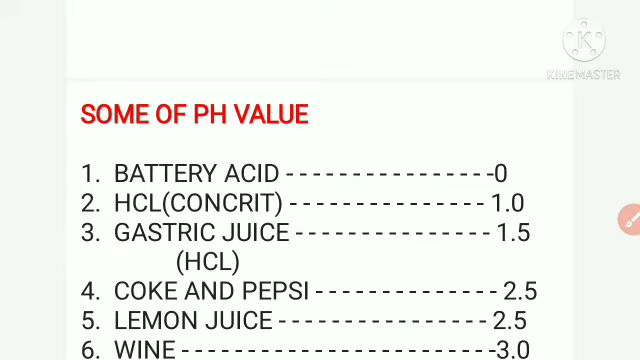 K
KINEMASTER
SOME OF PH VALUE
1. BATTERY ACID ----------------0
2. HCL(CONCRIT) --------------- 1.0
3. GASTRIC JUICE --------------- 1.5
(HCL)
4. COKE AND PEPSI -------------- 2.5
5. LEMON JUICE ---------------- 2.5
6. WINE ------------------------3.0